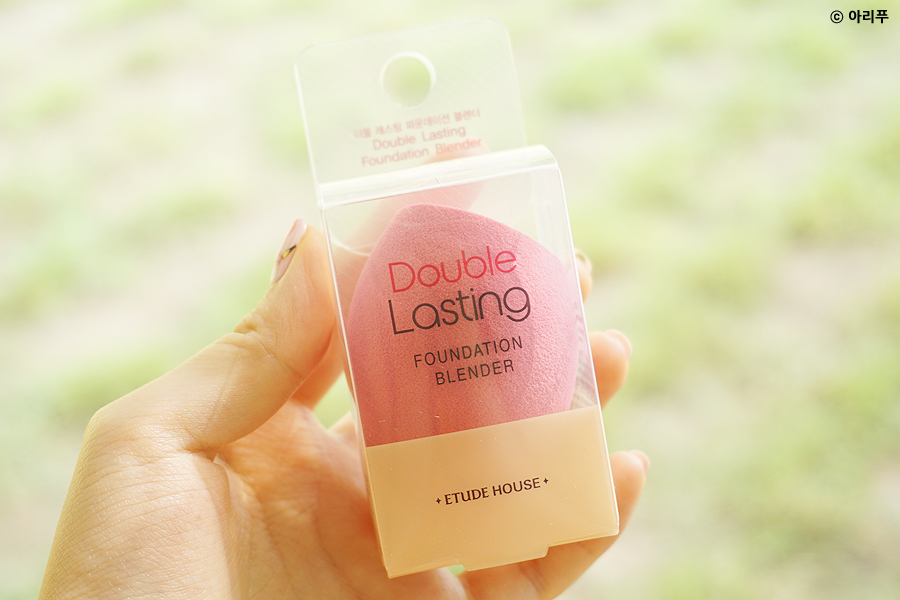 © 아리푸
더블 래스팅 파운데이션 블렌더
Double Lasting
Foundation Blender
Double
Lasting
FOUNDATION
BLENDER
ETUDE HOUSE